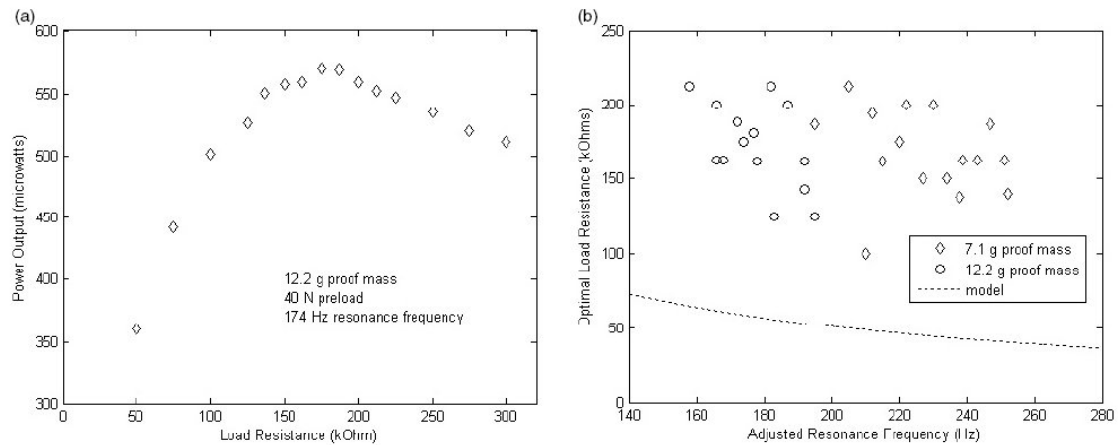 (a)
600
550
500
450
400
350
300
Power Output (microwatts)
12.2 g proof mass
40 N preload
174 Hz resonance frequency
0
50
100
150
200
250
300
Load Resistance (kOhm)
(b)
250
200
150
100
50
0
Optimal Load Resistance (kOhms)
7.1 g proof mass
12.2 g proof mass
model
140
160
180
200
220
240
260
280
Adjusted Resonance Frequency (Hz)